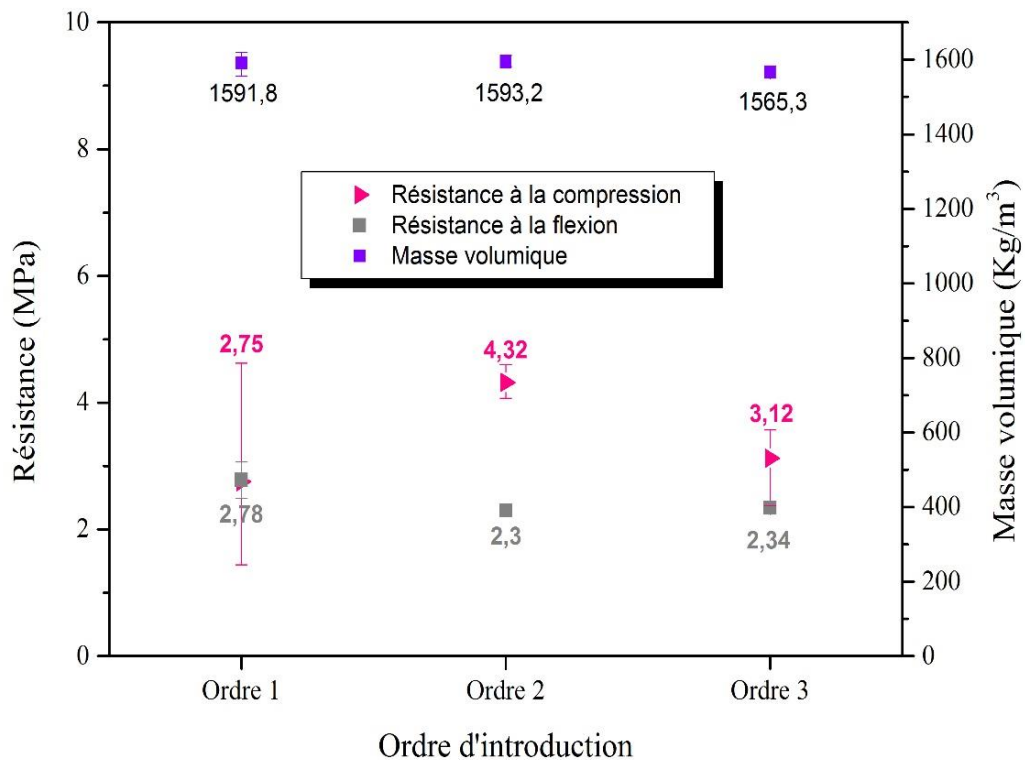 10
8
6
4
2
0
Résistance (MPa)
1600
1400
1200
1000
800
600
400
200
0
Masse volumique (Kg/m³)
1591,8
1593,2
1565,3
Résistance à la compression
Résistance à la flexion
Masse volumique
2,75
4,32
3,12
2,78
2,3
2,34
Ordre 1
Ordre 2
Ordre 3
Ordre d'introduction